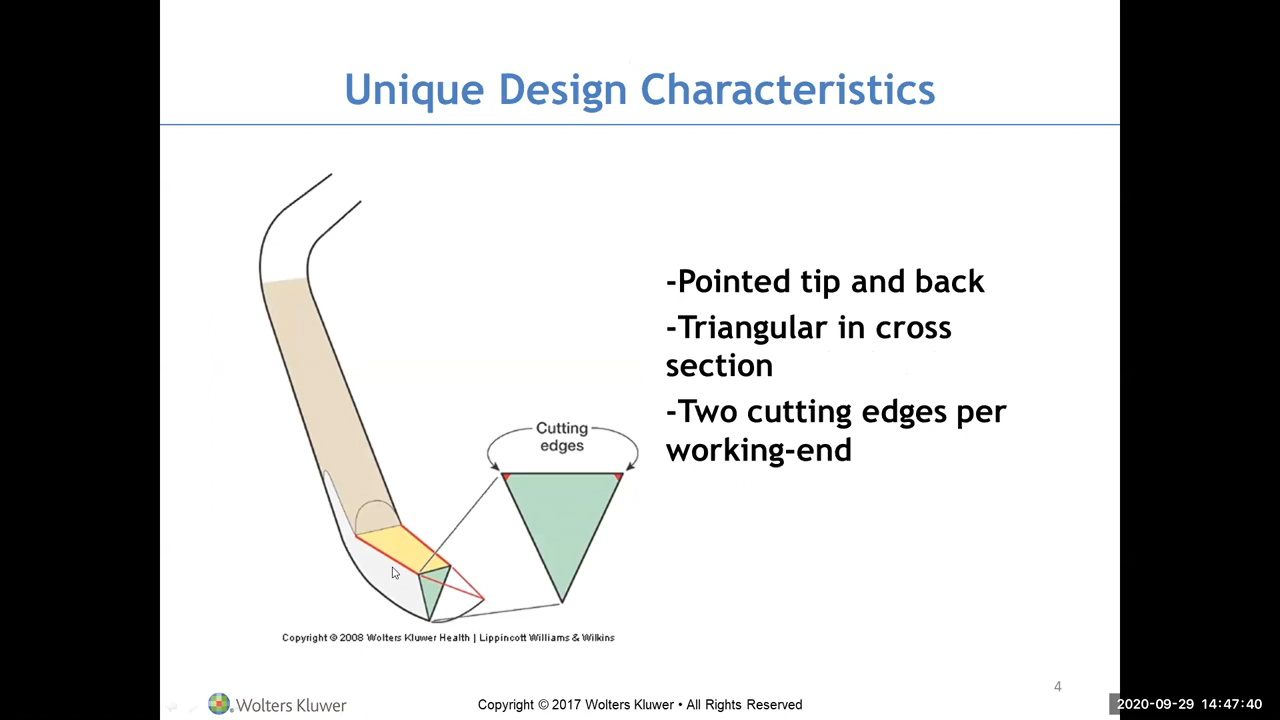 Unique Design Characteristics
-Pointed tip and back
-Triangular in cross
section
-Two cutting edges per
working-end
Cutting
edges
Copyright © 2008 Wolters Kluwer Health | Lippincott Williams & Wilkins
4
Wolters Kluwer
Copyright © 2017 Wolters Kluwer • All Rights Reserved
2020-09-29 14:47:40